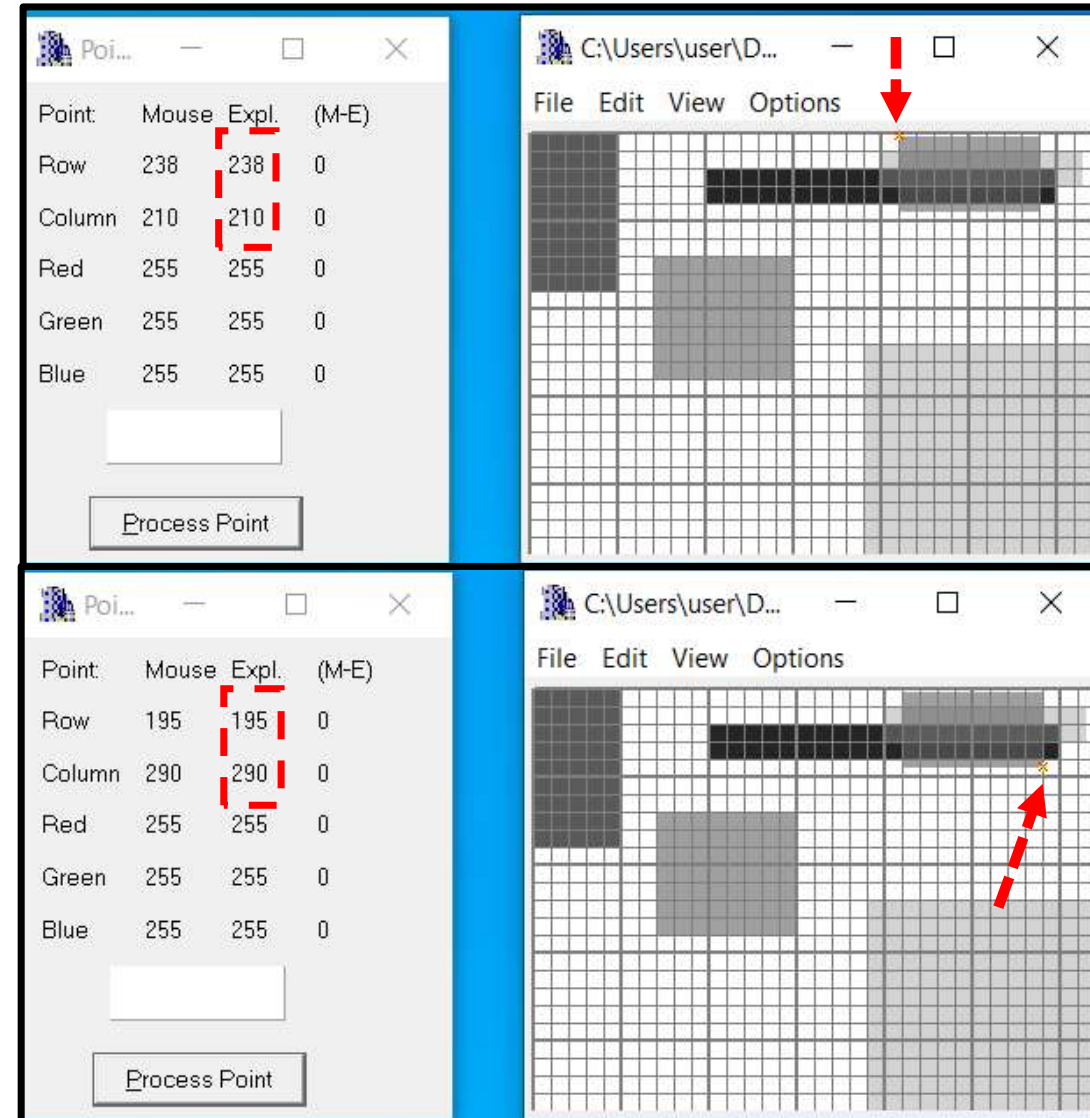 Poi...
Point: Mouse Expl. (M-E)
Row 238 238 0
Column 210 210 0
Red 255 255 0
Green 255 255 0
Blue 255 255 0
Process Point
C:\Users\user\D...
File Edit View Options
Poi...
Point: Mouse Expl. (M-E)
Row 195 195 0
Column 290 290 0
Red 255 255 0
Green 255 255 0
Blue 255 255 0
Process Point
C:\Users\user\D...
File Edit View Options